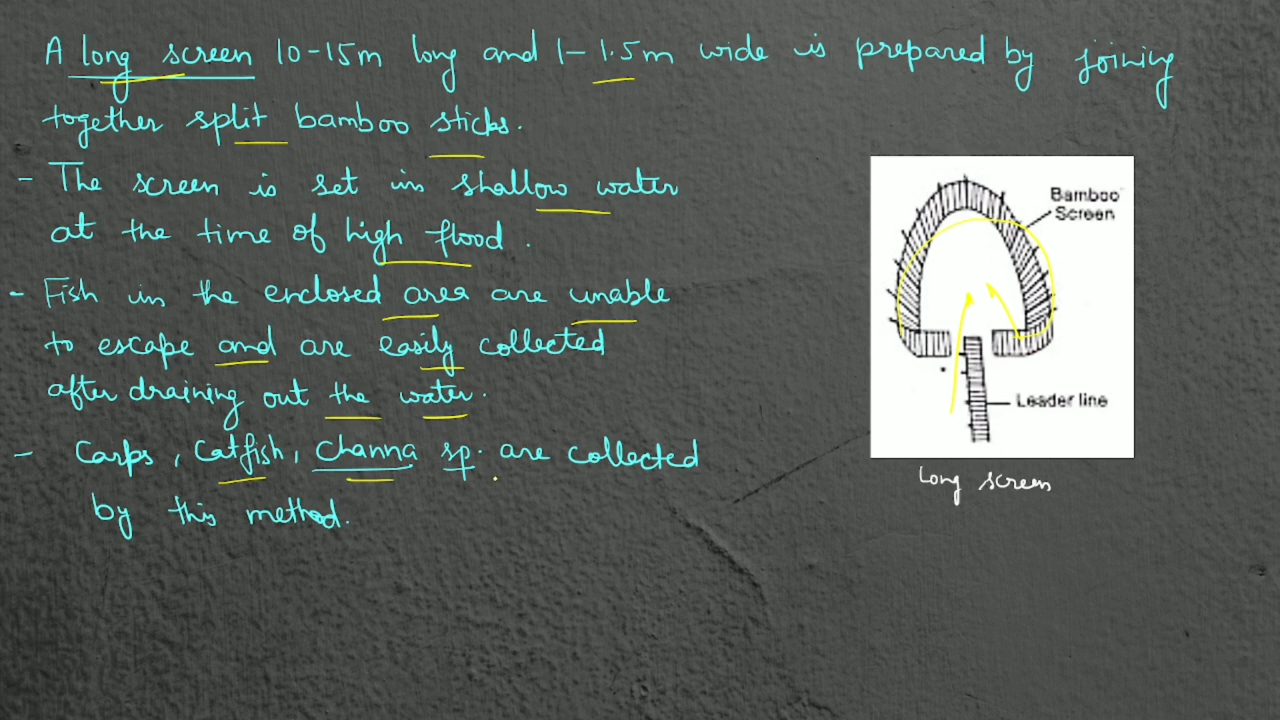 A long screen 10-15m long and 1-1.5m wide is prepared by joining
together split bamboo sticks.
- The screen is set in shallow water
at the time of high flood.
- Fish in the enclosed area are unable
to escape and are easily collected
after draining out the water.
- Carps, Catfish, Channa sp. are collected
by this method.
Bamboo
Screen
Leader line
Long screen